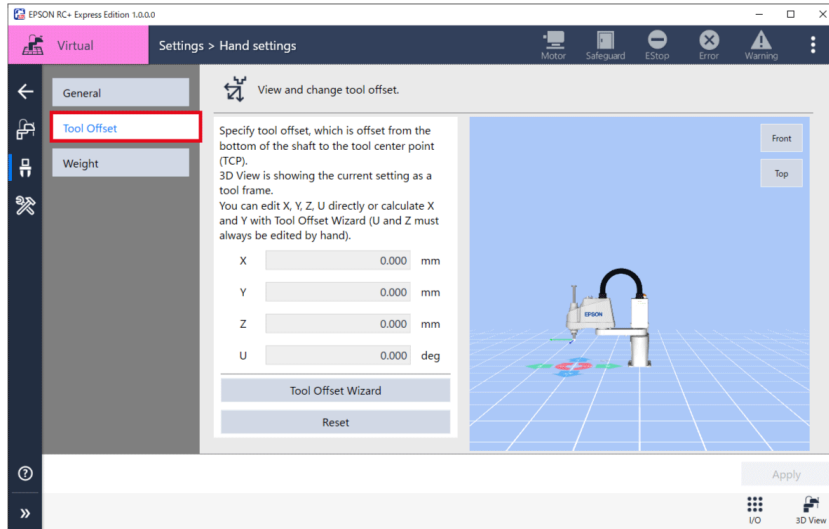 EPSON RC+ Express Edition 1.0.0.0
Virtual
Settings > Hand settings
Motor
Safeguard
EStop
Error
Warning
General
Tool Offset
Weight
View and change tool offset.
Specify tool offset, which is offset from the
bottom of the shaft to the tool center point
(TCP).
3D View is showing the current setting as a
tool frame.
You can edit X, Y, Z, U directly or calculate X
and Y with Tool Offset Wizard (U and Z must
always be edited by hand).
X 0.000 mm
Y 0.000 mm
Z 0.000 mm
U 0.000 deg
Tool Offset Wizard
Reset
Front
Top
EPSON
Apply
I/O
3D View